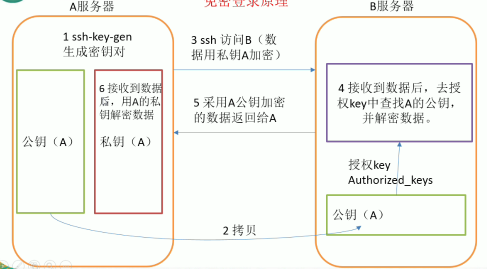 免密登录原理
A服务器
B服务器
1 ssh-key-gen
生成密钥对
3 ssh 访问B（数
据用私钥A加密）
4 接收到数据后，去授
权key中查找A的公钥，
并解密数据。
6 接收到数据
后，用A的私
钥解密数据
5 采用A公钥加密
的数据返回给A
公钥（A）
私钥（A）
授权key
Authorized_keys
公钥（A）
2 拷贝